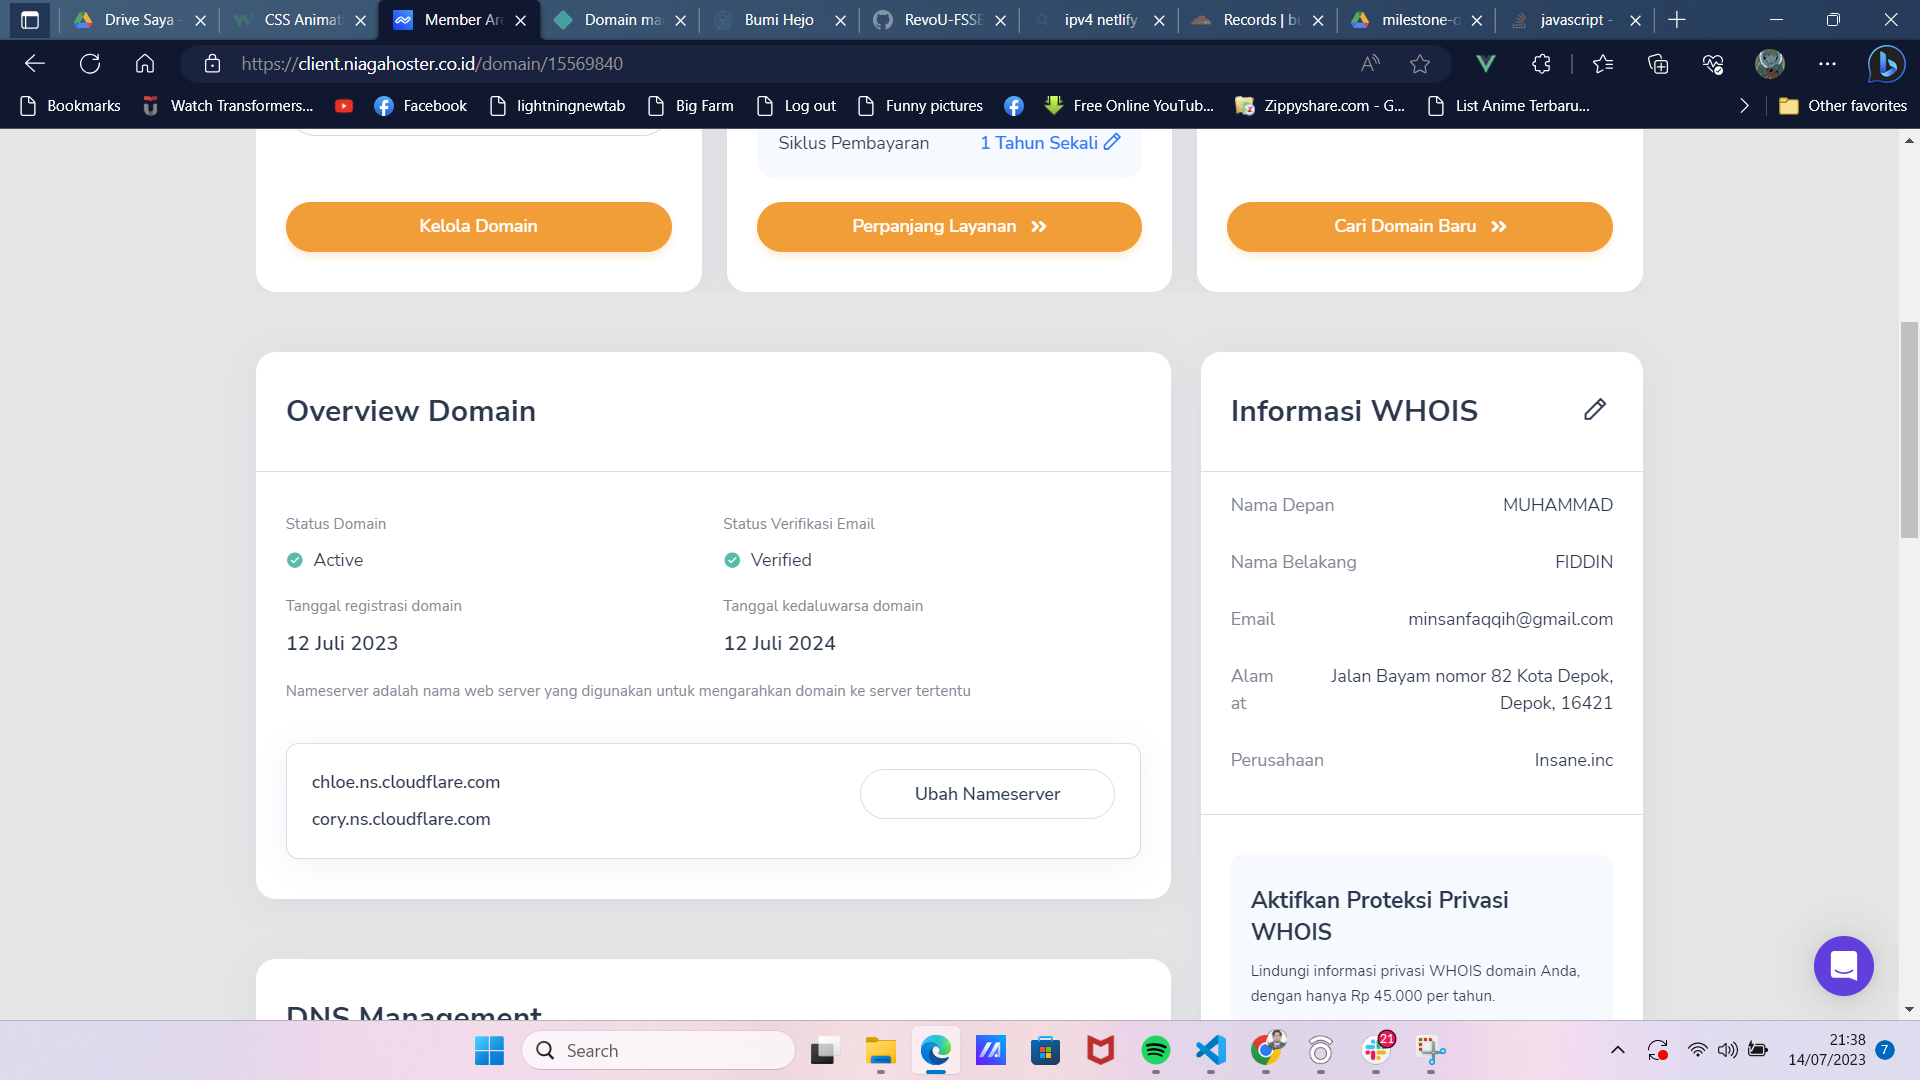 Drive Saya -
CSS Animati
Member Are
Domain ma
Bumi Hejo
RevoU-FSSE
ipv4 netlify
Records | bu
milestone-d
javascript -
https://client.niagahoster.co.id/domain/15569840
Bookmarks
Watch Transformers...
Facebook
lightningnewtab
Big Farm
Log out
Funny pictures
Free Online YouTub...
Zippyshare.com - G...
List Anime Terbaru...
Other favorites
Siklus Pembayaran
1 Tahun Sekali
Kelola Domain
Perpanjang Layanan »
Cari Domain Baru »
Overview Domain
Status Domain
Active
Status Verifikasi Email
Verified
Tanggal registrasi domain
12 Juli 2023
Tanggal kedaluwarsa domain
12 Juli 2024
Nameserver adalah nama web server yang digunakan untuk mengarahkan domain ke server tertentu
chloe.ns.cloudflare.com
cory.ns.cloudflare.com
Ubah Nameserver
DNS Management
Informasi WHOIS
Nama Depan
MUHAMMAD
Nama Belakang
FIDDIN
Email
minsanfaqqih@gmail.com
Alam
at
Jalan Bayam nomor 82 Kota Depok,
Depok, 16421
Perusahaan
Insane.inc
Aktifkan Proteksi Privasi
WHOIS
Lindungi informasi privasi WHOIS domain Anda,
dengan hanya Rp 45.000 per tahun.
Search
21
21:38
14/07/2023
7